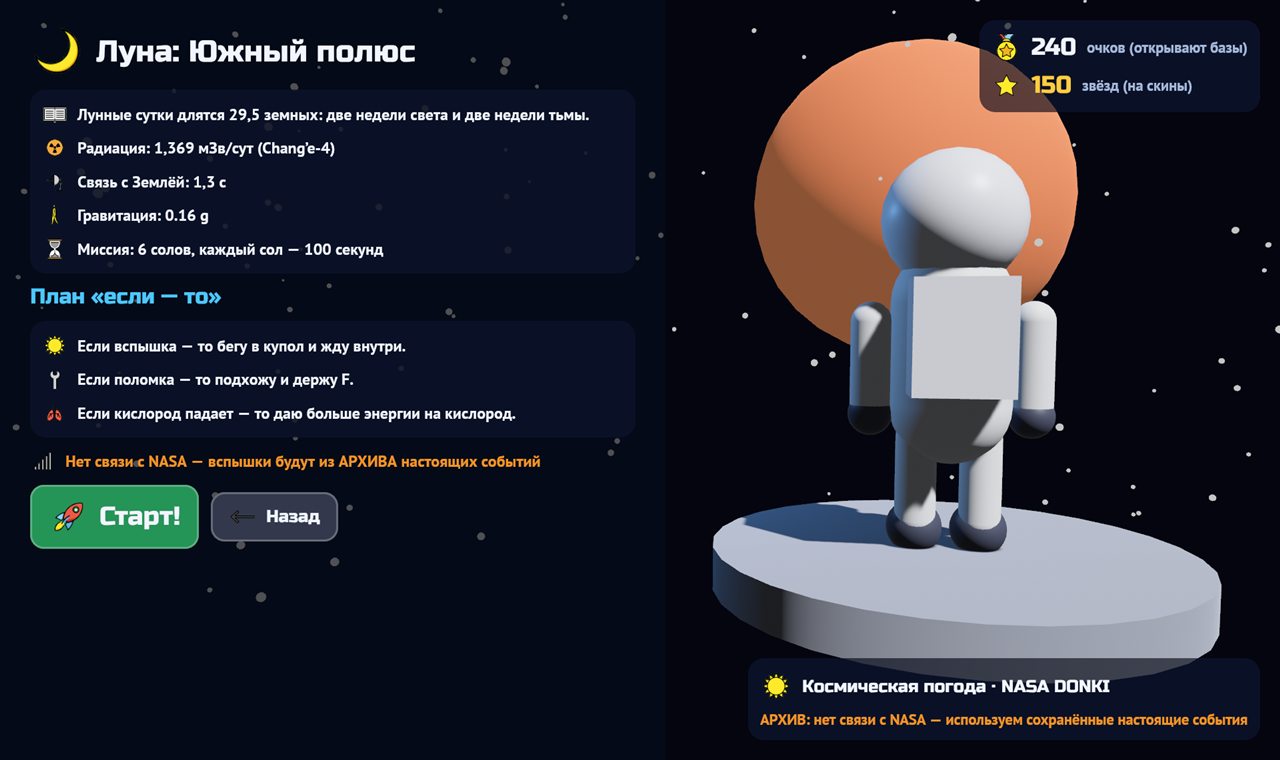 Луна: Южный полюс
Лунные сутки длятся 29,5 земных: две недели света и две недели тьмы.
Радиация: 1,369 мЗв/сут (Chang'e-4)
Связь с Землёй: 1,3 с
Гравитация: 0.16 g
Миссия: 6 солов, каждый сол — 100 секунд
План «если — то»
Если вспышка — то бегу в купол и жду внутри.
Если поломка — то подхожу и держу F.
Если кислород падает — то даю больше энергии на кислород.
Нет связи с NASA — вспышки будут из АРХИВА настоящих событий
Старт!
Назад
240 очков (открывают базы)
150 звёзд (на скины)
Космическая погода · NASA DONKI
АРХИВ: нет связи с NASA — используем сохранённые настоящие события